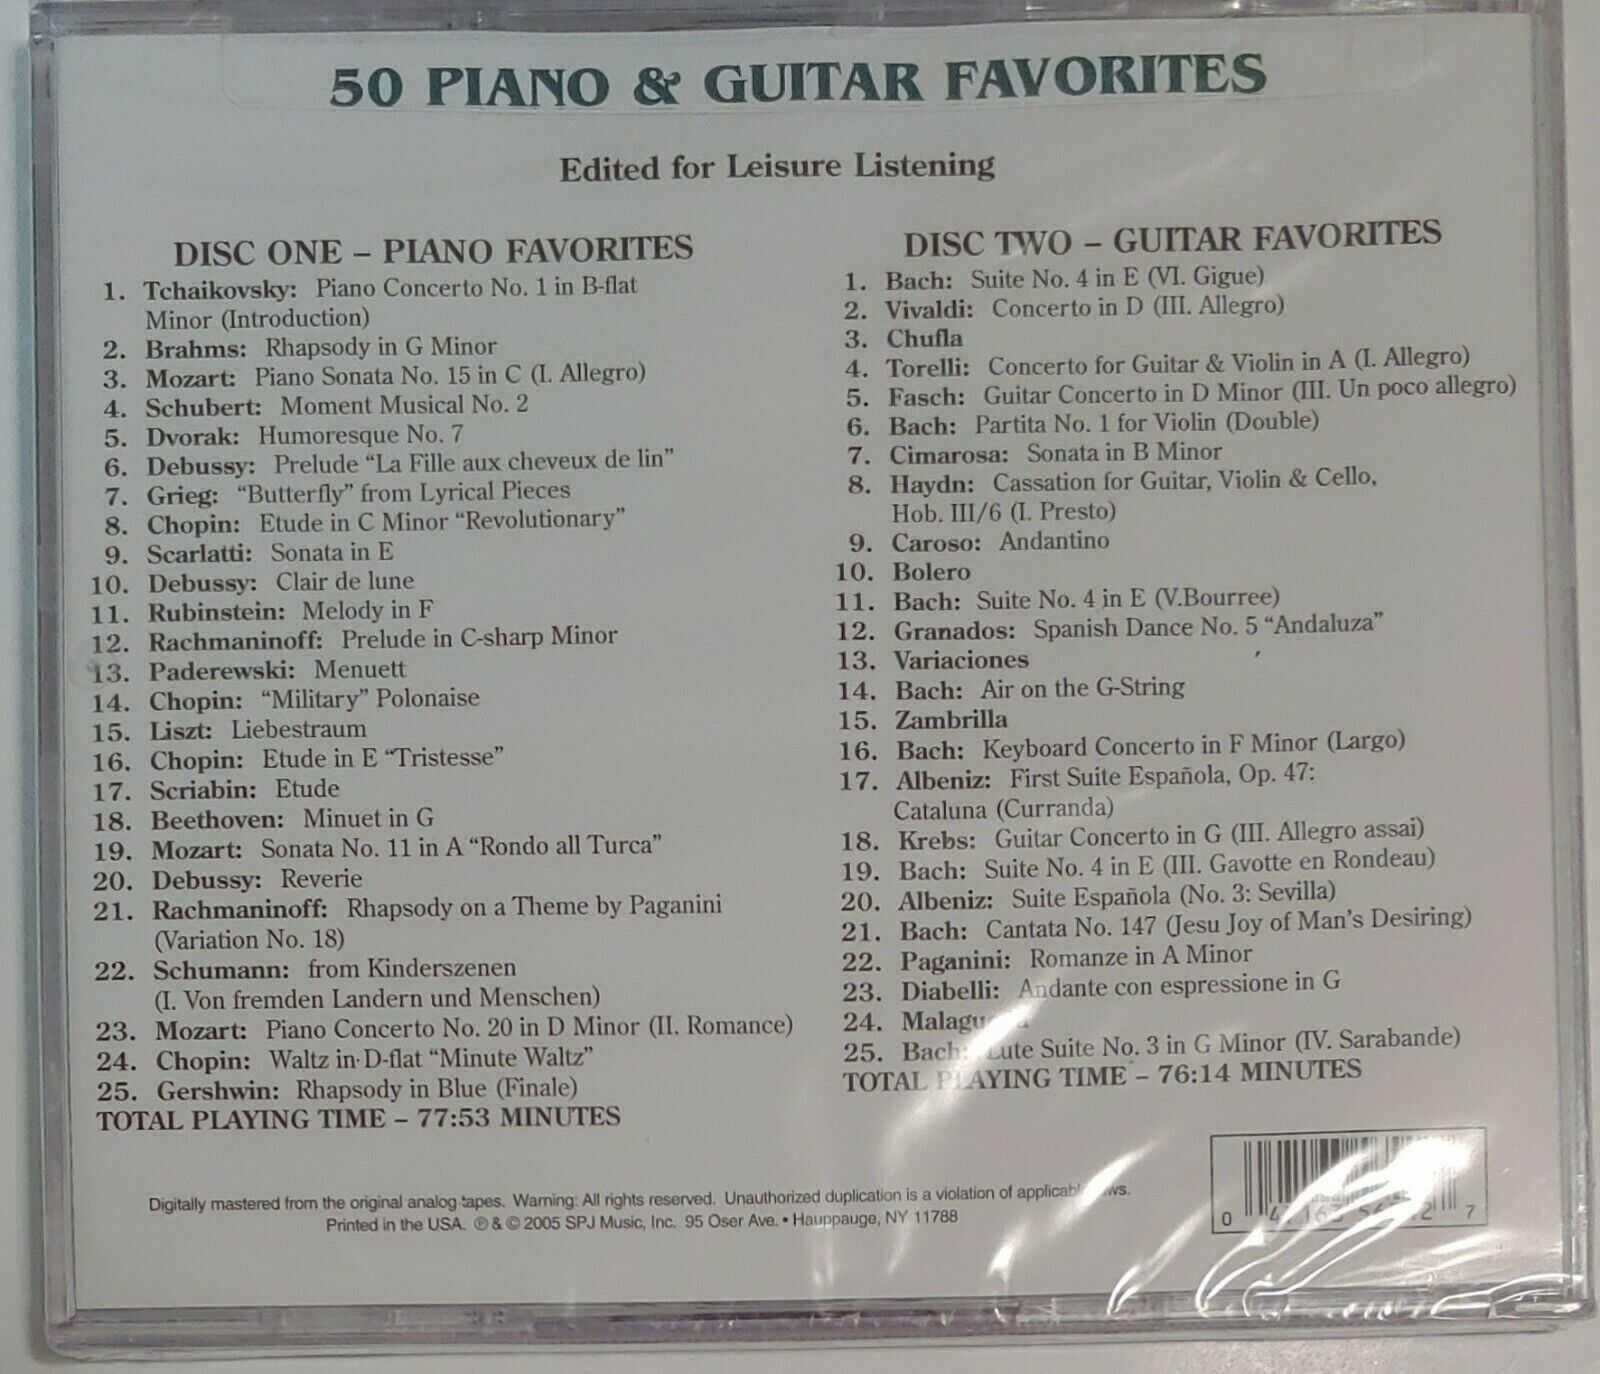 50 PIANO & GUITAR FAVORITES
Edited for Leisure Listening
DISC ONE – PIANO FAVORITES
1. Tchaikovsky: Piano Concerto No. 1 in B-flat
Minor (Introduction)
2. Brahms: Rhapsody in G Minor
3. Mozart: Piano Sonata No. 15 in C (I. Allegro)
4. Schubert: Moment Musical No. 2
5. Dvorak: Humoresque No. 7
6. Debussy: Prelude “La Fille aux cheveux de lin”
7. Grieg: “Butterfly” from Lyrical Pieces
8. Chopin: Etude in C Minor “Revolutionary”
9. Scarlatti: Sonata in E
10. Debussy: Clair de lune
11. Rubinstein: Melody in F
12. Rachmaninoff: Prelude in C-sharp Minor
13. Paderewski: Menuett
14. Chopin: “Military” Polonaise
15. Liszt: Liebestraum
16. Chopin: Etude in E “Tristesse”
17. Scriabin: Etude
18. Beethoven: Minuet in G
19. Mozart: Sonata No. 11 in A “Rondo all Turca”
20. Debussy: Reverie
21. Rachmaninoff: Rhapsody on a Theme by Paganini
(Variation No. 18)
22. Schumann: from Kinderszenen
(I. Von fremden Landern und Menschen)
23. Mozart: Piano Concerto No. 20 in D Minor (II. Romance)
24. Chopin: Waltz in D-flat “Minute Waltz”
25. Gershwin: Rhapsody in Blue (Finale)
TOTAL PLAYING TIME – 77:53 MINUTES
DISC TWO – GUITAR FAVORITES
1. Bach: Suite No. 4 in E (VI. Gigue)
2. Vivaldi: Concerto in D (III. Allegro)
3. Chufla
4. Torelli: Concerto for Guitar & Violin in A (I. Allegro)
5. Fasch: Guitar Concerto in D Minor (III. Un poco allegro)
6. Bach: Partita No. 1 for Violin (Double)
7. Cimarosa: Sonata in B Minor
8. Haydn: Cassation for Guitar, Violin & Cello,
Hob. III/6 (I. Presto)
9. Caroso: Andantino
10. Bolero
11. Bach: Suite No. 4 in E (V.Bourree)
12. Granados: Spanish Dance No. 5 “Andaluza”
13. Variaciones
14. Bach: Air on the G-String
15. Zambrilla
16. Bach: Keyboard Concerto in F Minor (Largo)
17. Albeniz: First Suite Española, Op. 47:
Cataluna (Curranda)
18. Krebs: Guitar Concerto in G (III. Allegro assai)
19. Bach: Suite No. 4 in E (III. Gavotte en Rondeau)
20. Albeniz: Suite Española (No. 3: Sevilla)
21. Bach: Cantata No. 147 (Jesu Joy of Man's Desiring)
22. Paganini: Romanze in A Minor
23. Diabelli: Andante con espressione in G
24.
25. Bach: Lute Suite No. 3 in G Minor (IV. Sarabande)
TOTAL PLAYING TIME – 76:14 MINUTES
Digitally mastered from the original analog tapes. Warning: All rights reserved. Unauthorized duplication is a violation of applicable laws.
Printed in the USA. ℗ & © 2005 SPJ Music, Inc. 95 Oser Ave. • Hauppauge, NY 11788
0 7